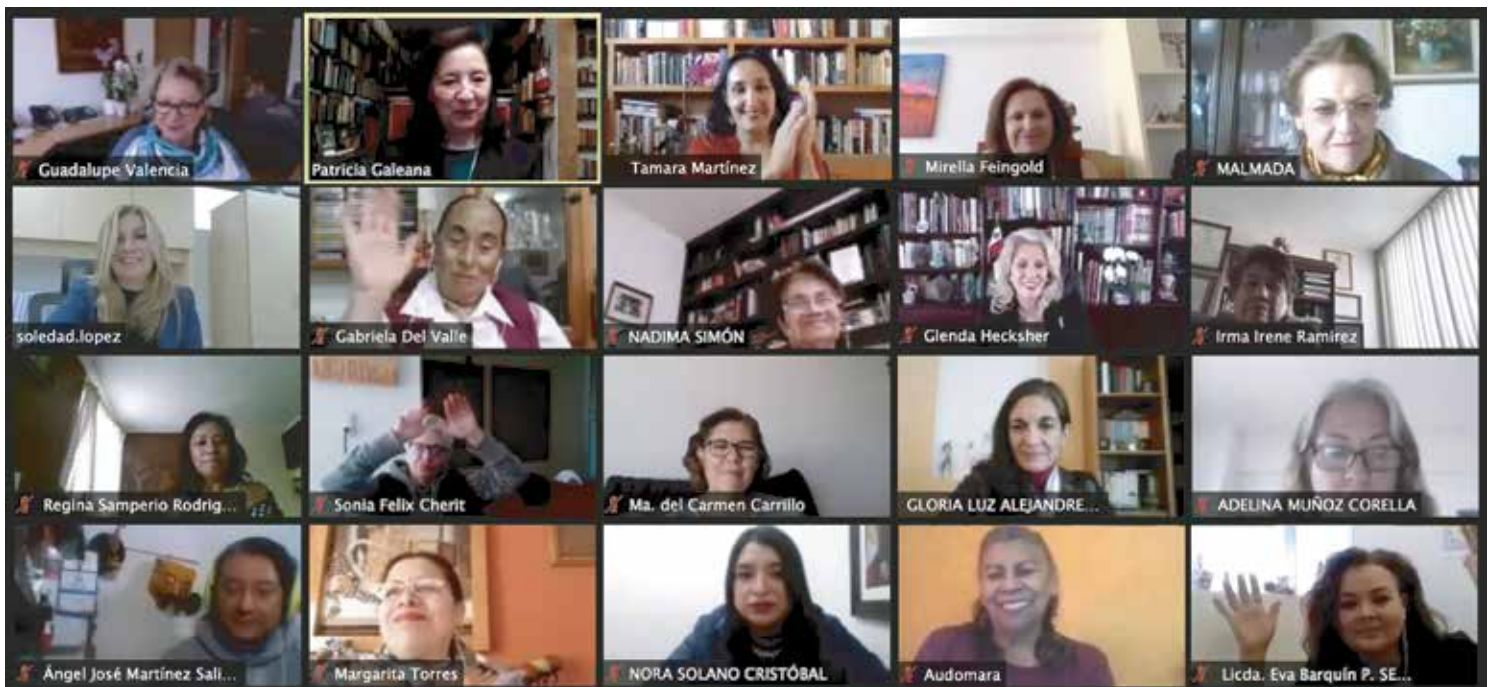 Guadalupe Valencia
Patricia Galeana
Tamara Martínez
Mirella Feingold
MALMADA
soledad.lopez
Gabriela Del Valle
NADIMA SIMÓN
Glenda Hecksher
Irma Irene Ramirez
Regina Samperio Rodrig...
Sonia Felix Cherit
Ma. del Carmen Carrillo
GLORIA LUZ ALEJANDRE...
ADELINA MUÑOZ CORELLA
Ángel José Martínez Sali...
Margarita Torres
NORA SOLANO CRISTÓBAL
Audomara
Licda. Eva Barquín P. SE...